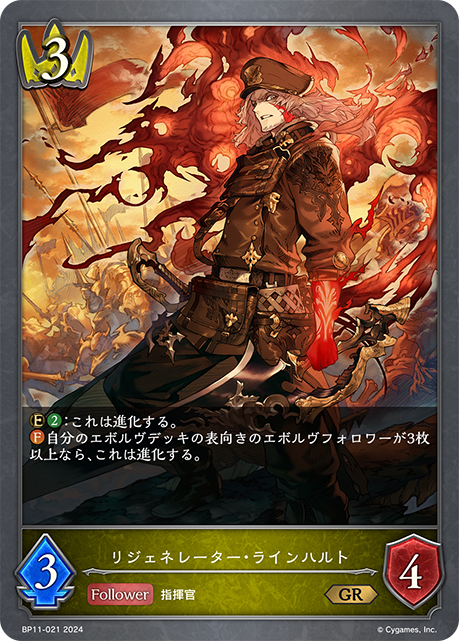 3
E 2:これは進化する。
F 自分のエボルヴデッキの表向きのエボルヴフォロワーが3枚
以上なら、これは進化する。
リジェネレーター・ラインハルト
3
Follower 指揮官
GR
4
BP11-021 2024
© Cygames, Inc.